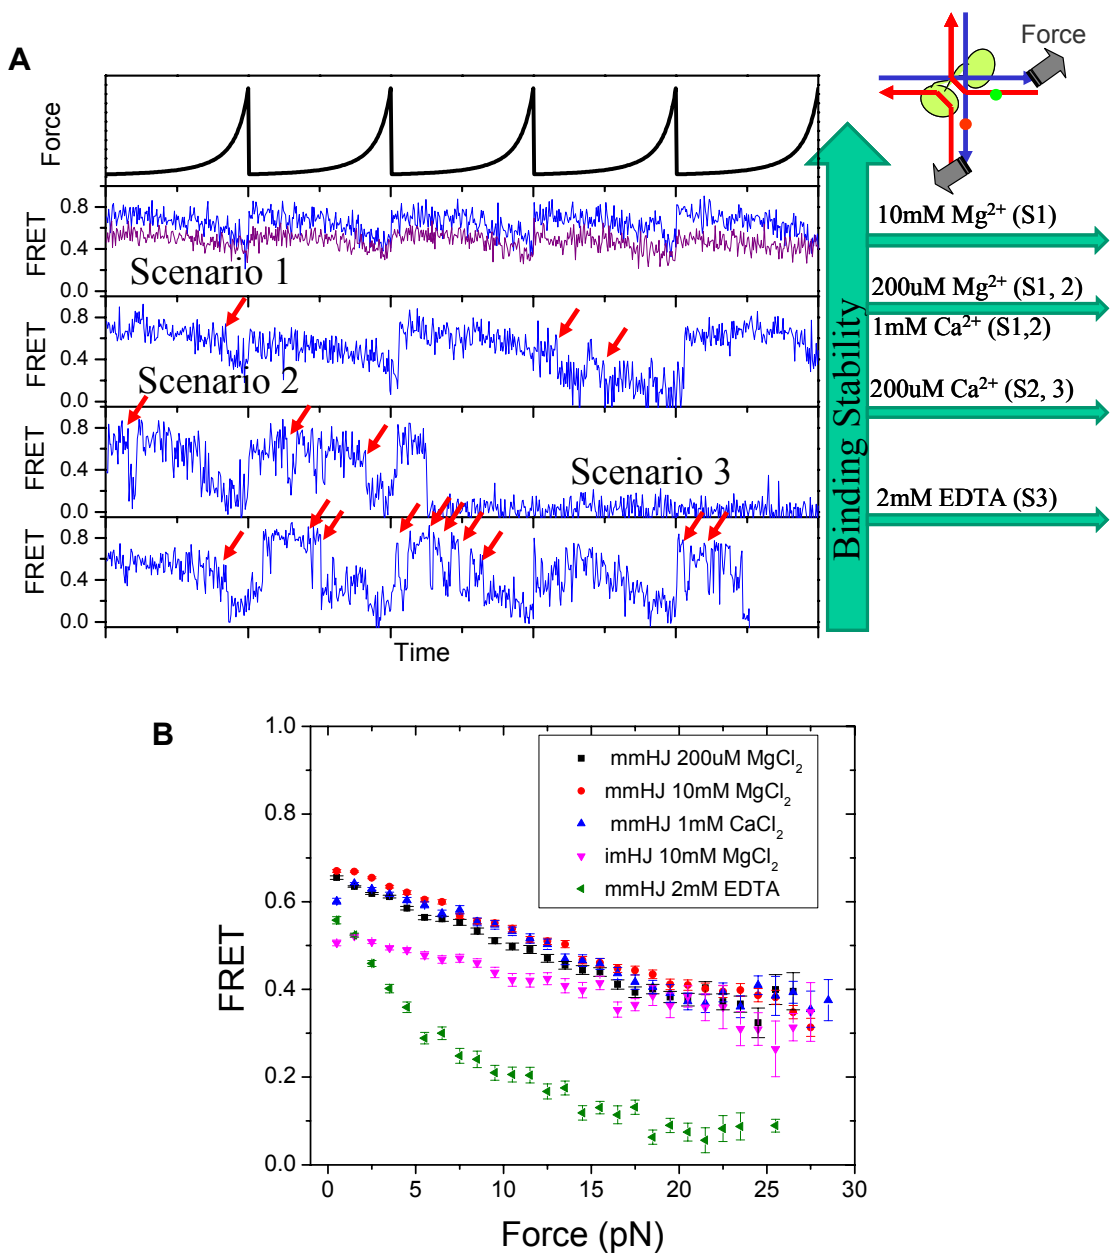 A
Force
Force
FRET
0.8
0.4
0.0
Scenario 1
FRET
0.8
0.4
0.0
Scenario 2
FRET
0.8
0.4
0.0
Scenario 3
FRET
0.8
0.4
0.0
Time
Binding Stability
10mM Mg²⁺ (S1)
200uM Mg²⁺ (S1, 2)
1mM Ca²⁺ (S1,2)
200uM Ca²⁺ (S2, 3)
2mM EDTA (S3)
B
FRET
1.0
0.8
0.6
0.4
0.2
0.0
mmHJ 200uM MgCl₂
mmHJ 10mM MgCl₂
mmHJ 1mM CaCl₂
imHJ 10mM MgCl₂
mmHJ 2mM EDTA
0 5 10 15 20 25 30
Force (pN)